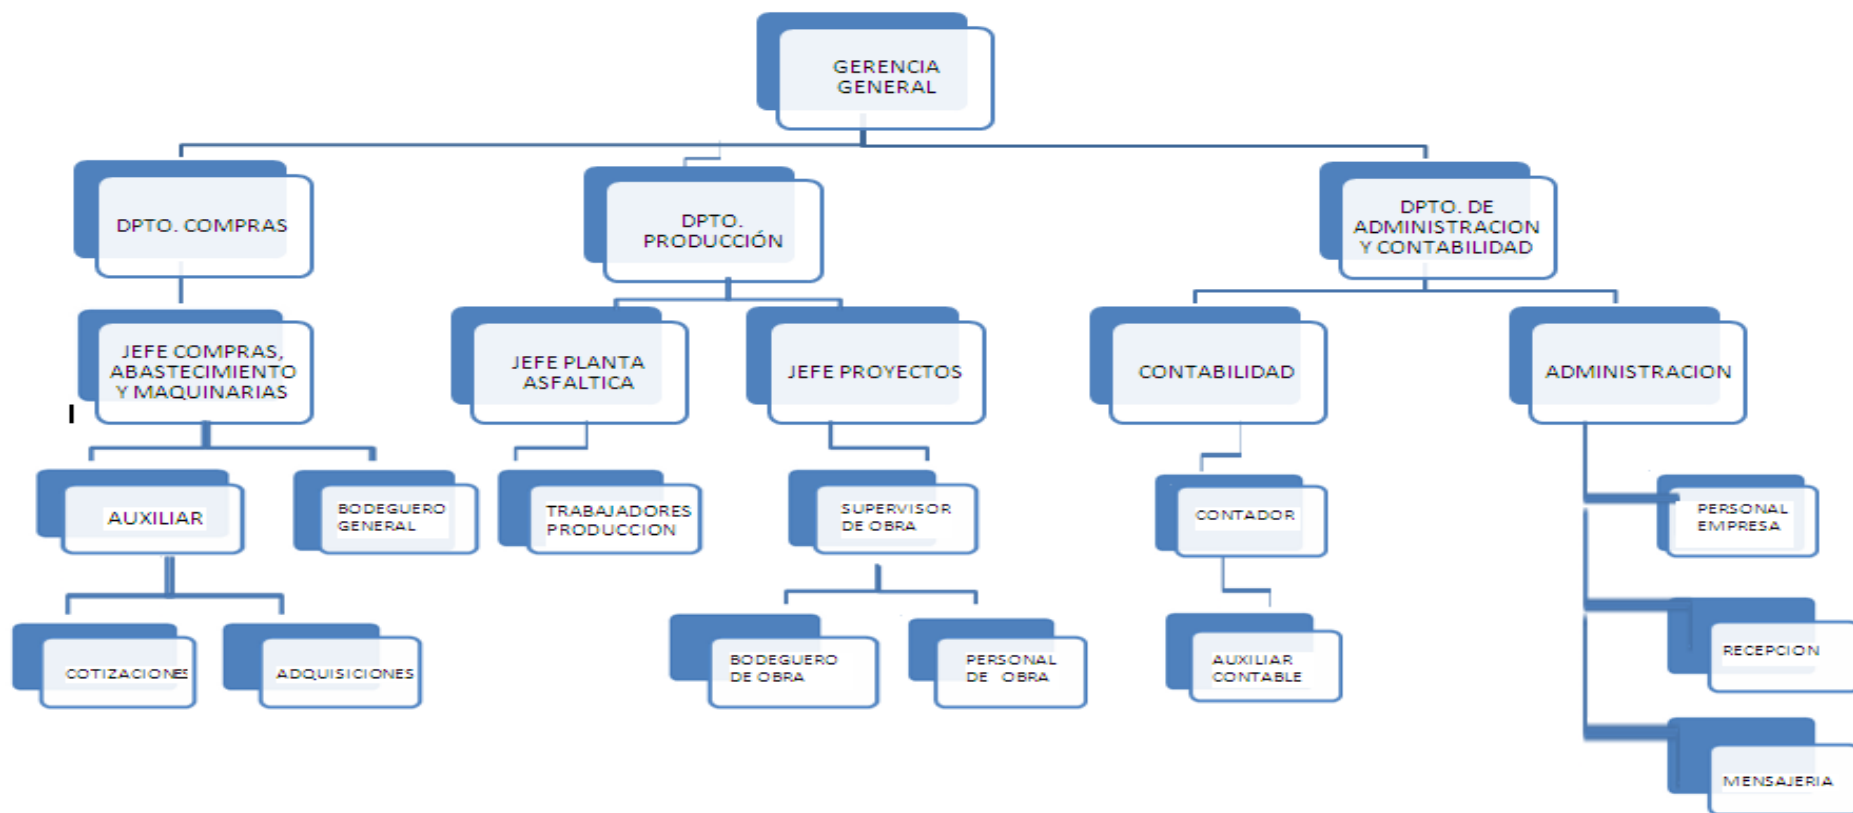 GERENCIA
GENERAL
DPTO. COMPRAS
DPTO.
PRODUCCIÓN
DPTO. DE
ADMINISTRACION
Y CONTABILIDAD
JEFE COMPRAS,
ABASTECIMIENTO
Y MAQUINARIAS
JEFE PLANTA
ASFALTICA
JEFE PROYECTOS
CONTABILIDAD
ADMINISTRACION
AUXILIAR
BODEGUERO
GENERAL
TRABAJADORES
PRODUCCION
SUPERVISOR
DE OBRA
CONTADOR
PERSONAL
EMPRESA
COTIZACIONES
ADQUISICIONES
BODEGUERO
DE OBRA
PERSONAL
DE OBRA
AUXILIAR
CONTABLE
RECEPCION
MENSAJERIA